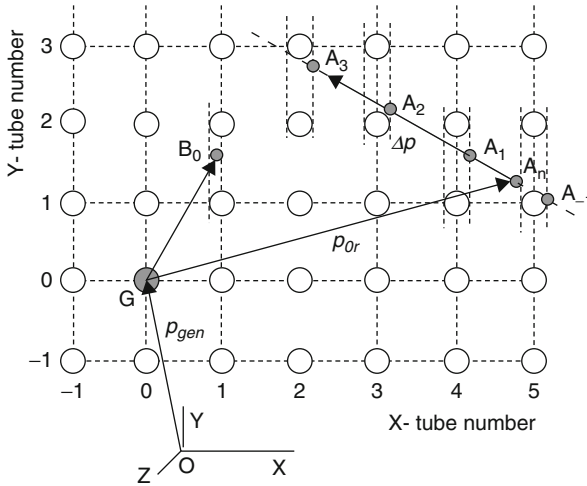 Y- tube number
3
2
1
0
−1
A3
A2
Δp
A1
An
A_1
B0
p0r
G
pgen
−1 0 1 2 3 4 5
X- tube number
Y
X
Z
O